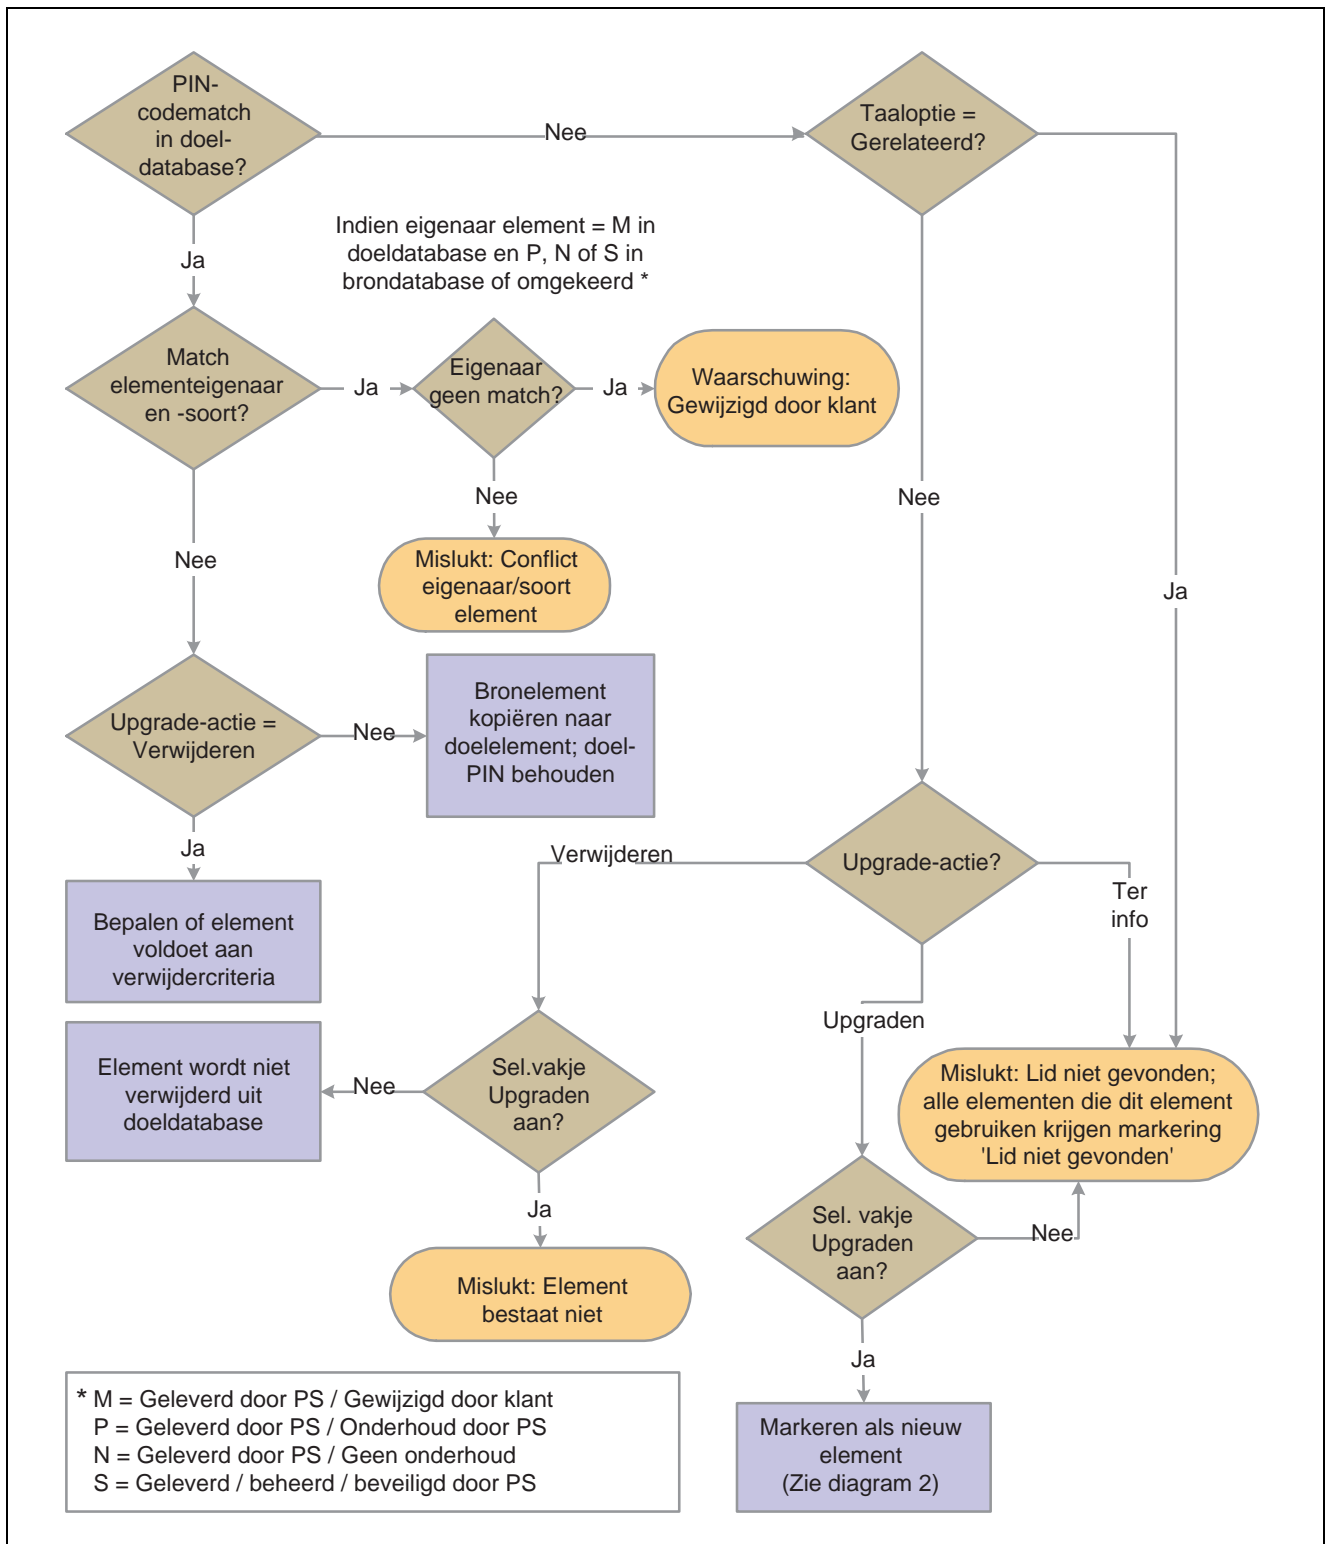 PIN-
codematch
in doel-
database?
Nee
Taaloptie =
Gerelateerd?
Ja
Indien eigenaar element = M in
doeldatabase en P, N of S in
brondatabase of omgekeerd *
Match
elementeigenaar
en -soort?
Ja
Eigenaar
geen match?
Ja
Waarschuwing:
Gewijzigd door klant
Nee
Nee
Mislukt: Conflict
eigenaar/soort
element
Nee
Ja
Upgrade-actie =
Verwijderen
Nee
Bronelement
kopiëren naar
doelelement; doel-
PIN behouden
Ja
Verwijderen
Upgrade-actie?
Ter
info
Bepalen of element
voldoet aan
verwijdercriteria
Upgraden
Element wordt niet
verwijderd uit
doeldatabase
Nee
Sel.vakje
Upgraden
aan?
Mislukt: Lid niet gevonden;
alle elementen die dit element
gebruiken krijgen markering
'Lid niet gevonden'
Ja
Sel. vakje
Upgraden
aan?
Nee
Mislukt: Element
bestaat niet
Ja
* M = Geleverd door PS / Gewijzigd door klant
P = Geleverd door PS / Onderhoud door PS
N = Geleverd door PS / Geen onderhoud
S = Geleverd / beheerd / beveiligd door PS
Markeren als nieuw
element
(Zie diagram 2)